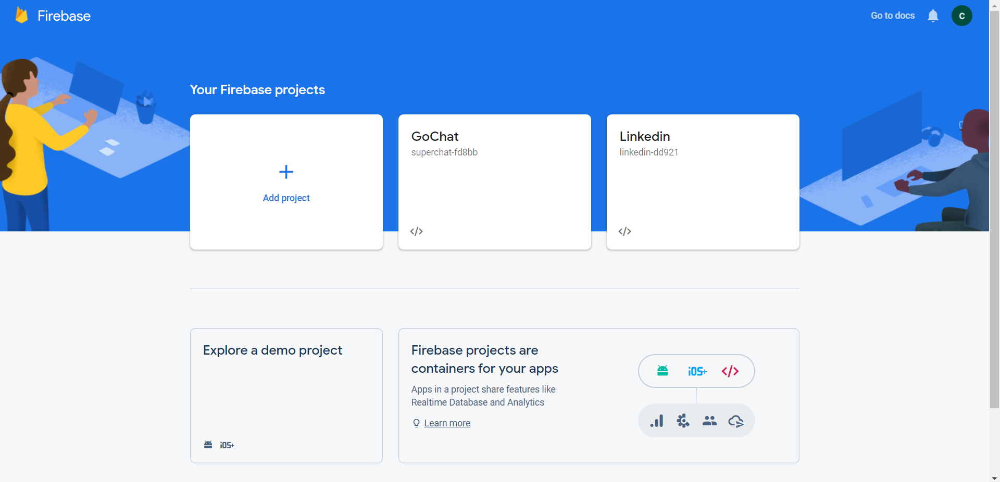 Firebase
Go to docs
C
Your Firebase projects
Add project
GoChat
superchat-fd8bb
Linkedin
linkedin-dd921
Explore a demo project
iOS+
Firebase projects are
containers for your apps
Apps in a project share features like
Realtime Database and Analytics
Learn more
iOS+